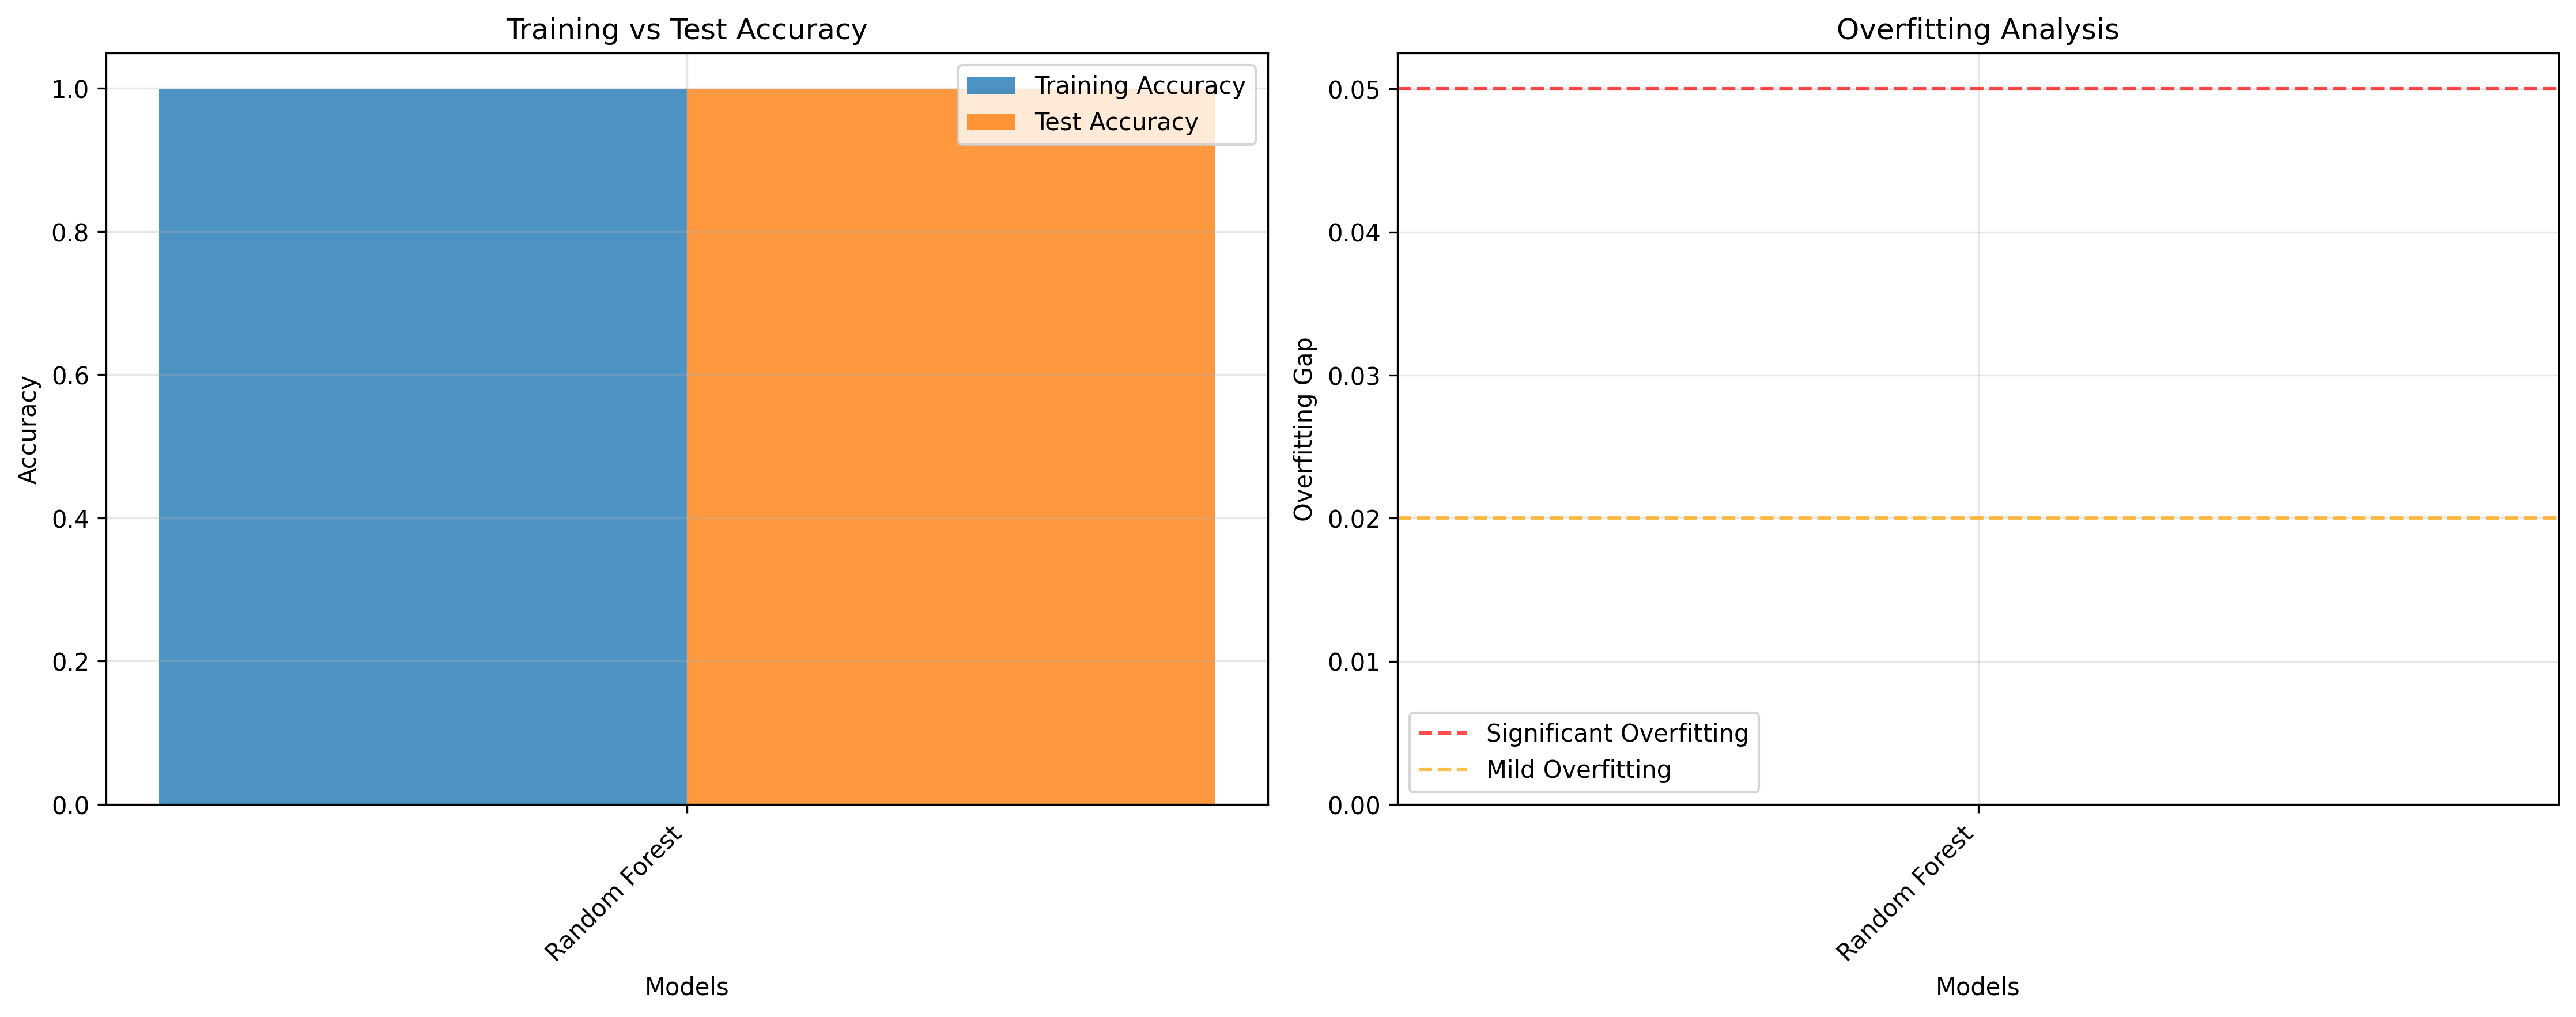 Training vs Test Accuracy
Training Accuracy
Test Accuracy
Accuracy
1.0
0.8
0.6
0.4
0.2
0.0
Random Forest
Models
Overfitting Analysis
Overfitting Gap
0.05
0.04
0.03
0.02
0.01
0.00
Significant Overfitting
Mild Overfitting
Random Forest
Models